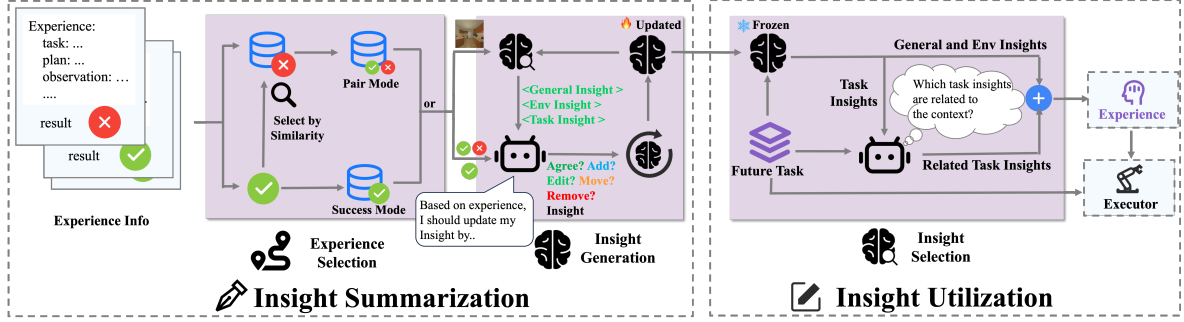 Experience:
task: ...
plan: ...
observation: ...
....
result
result
Experience Info
Select by
Similarity
Pair Mode
Success Mode
or
Experience
Selection
<General Insight >
<Env Insight >
<Task Insight >
Updated
Agree? Add?
Edit? Move?
Remove?
Insight
Based on experience,
I should update my
Insight by..
Insight
Generation
Insight Summarization
Frozen
General and Env Insights
Task
Insights
Which task insights
are related to
the context?
Future Task
Related Task Insights
Experience
Executor
Insight
Selection
Insight Utilization